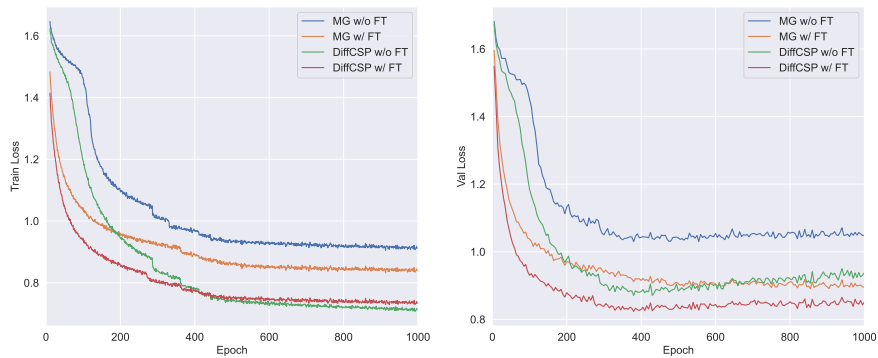 MG w/o FT
MG w/ FT
DiffCSP w/o FT
DiffCSP w/ FT
1.6
1.4
1.2
1.0
0.8
Train Loss
0 200 400 600 800 1000
Epoch
MG w/o FT
MG w/ FT
DiffCSP w/o FT
DiffCSP w/ FT
1.6
1.4
1.2
1.0
0.8
Val Loss
0 200 400 600 800 1000
Epoch